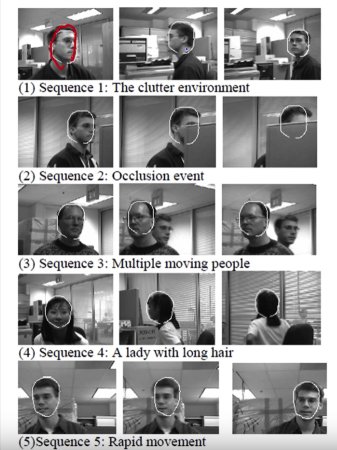 (1) Sequence 1: The clutter environment
(2) Sequence 2: Occlusion event
(3) Sequence 3: Multiple moving people
(4) Sequence 4: A lady with long hair
(5)Sequence 5: Rapid movement